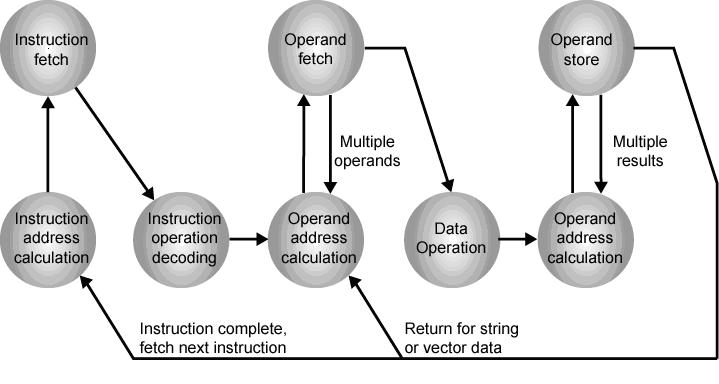 Instruction
fetch
Operand
fetch
Operand
store
Multiple
operands
Multiple
results
Instruction
address
calculation
Instruction
operation
decoding
Operand
address
calculation
Data
Operation
Operand
address
calculation
Instruction complete,
fetch next instruction
Return for string
or vector data